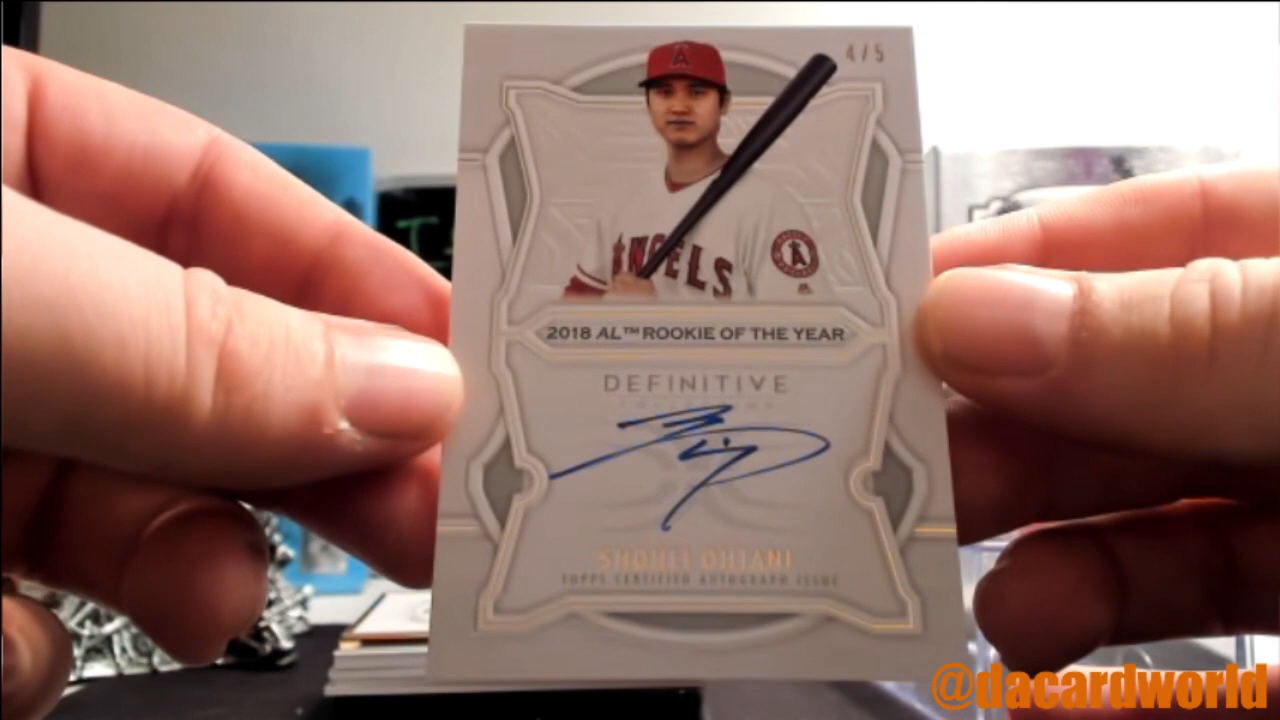 4/5
ANGELS
2018 AL™ ROOKIE OF THE YEAR
DEFINITIVE
SHOHEI OHTANI
TOPPS CERTIFIED AUTOGRAPH ISSUE
@dacardworld